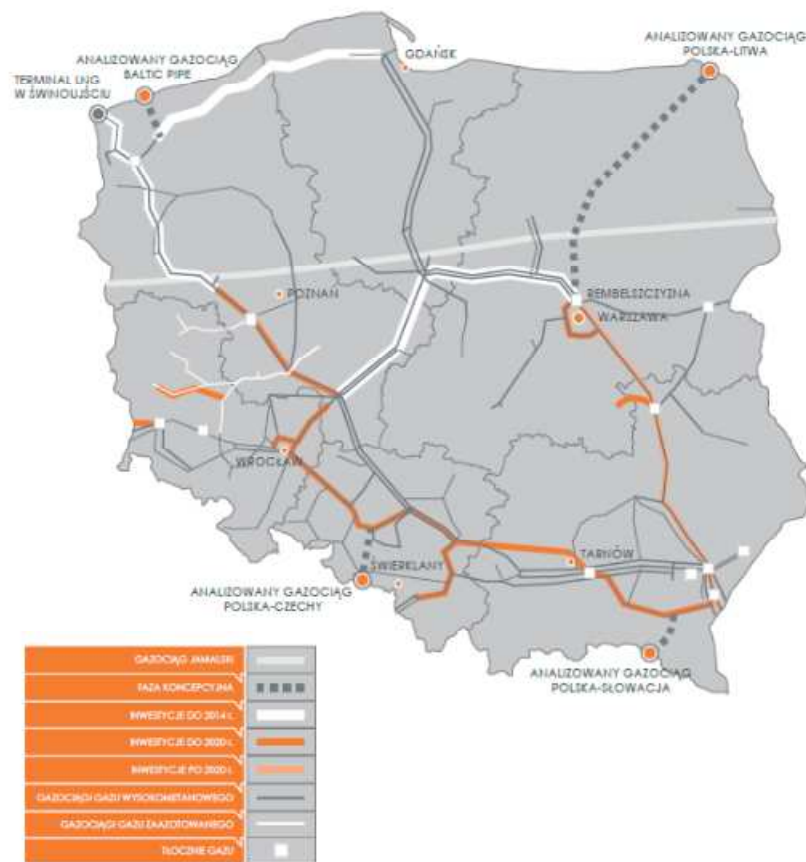 ANALIZOWANY GAZOCIĄG
BALTIC PIPE
GDAŃSK
ANALIZOWANY GAZOCIĄG
POLSKA-LITWA
TERMINAL LNG
W ŚWINOUJŚCIU
POZNAŃ
REMBELSZCZYZNA
WARSZAWA
WROCŁAW
ŚWIERKLANY
TARNÓW
ANALIZOWANY GAZOCIĄG
POLSKA-CZECHY
ANALIZOWANY GAZOCIĄG
POLSKA-SŁOWACJA
GAZOCIĄG JAMALSKI
FAZA KONCEPCYJNA
INWESTYCJE DO 2014 r.
INWESTYCJE DO 2020 r.
INWESTYCJE PO 2020 r.
GAZOCIĄGI GAZU WYSOKOMETANOWEGO
GAZOCIĄGI GAZU ZAAZOTOWANEGO
TŁOCZNIE GAZU